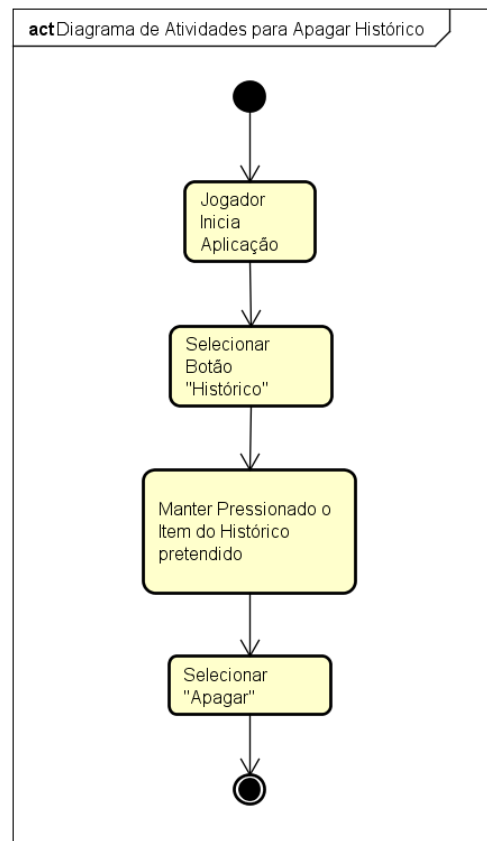 act Diagrama de Atividades para Apagar Histórico
Jogador
Inicia
Aplicação
Selecionar
Botão
"Histórico"
Manter Pressionado o
Item do Histórico
pretendido
Selecionar
"Apagar"